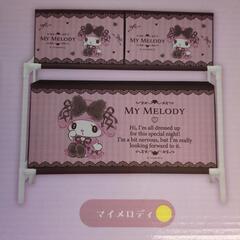 MY MELODY
MY MELODY
MY MELODY
Hi, I'm all dressed up
for this special night!
I'm a bit nervous, but I'm really
looking forward to it.
マイメロディ